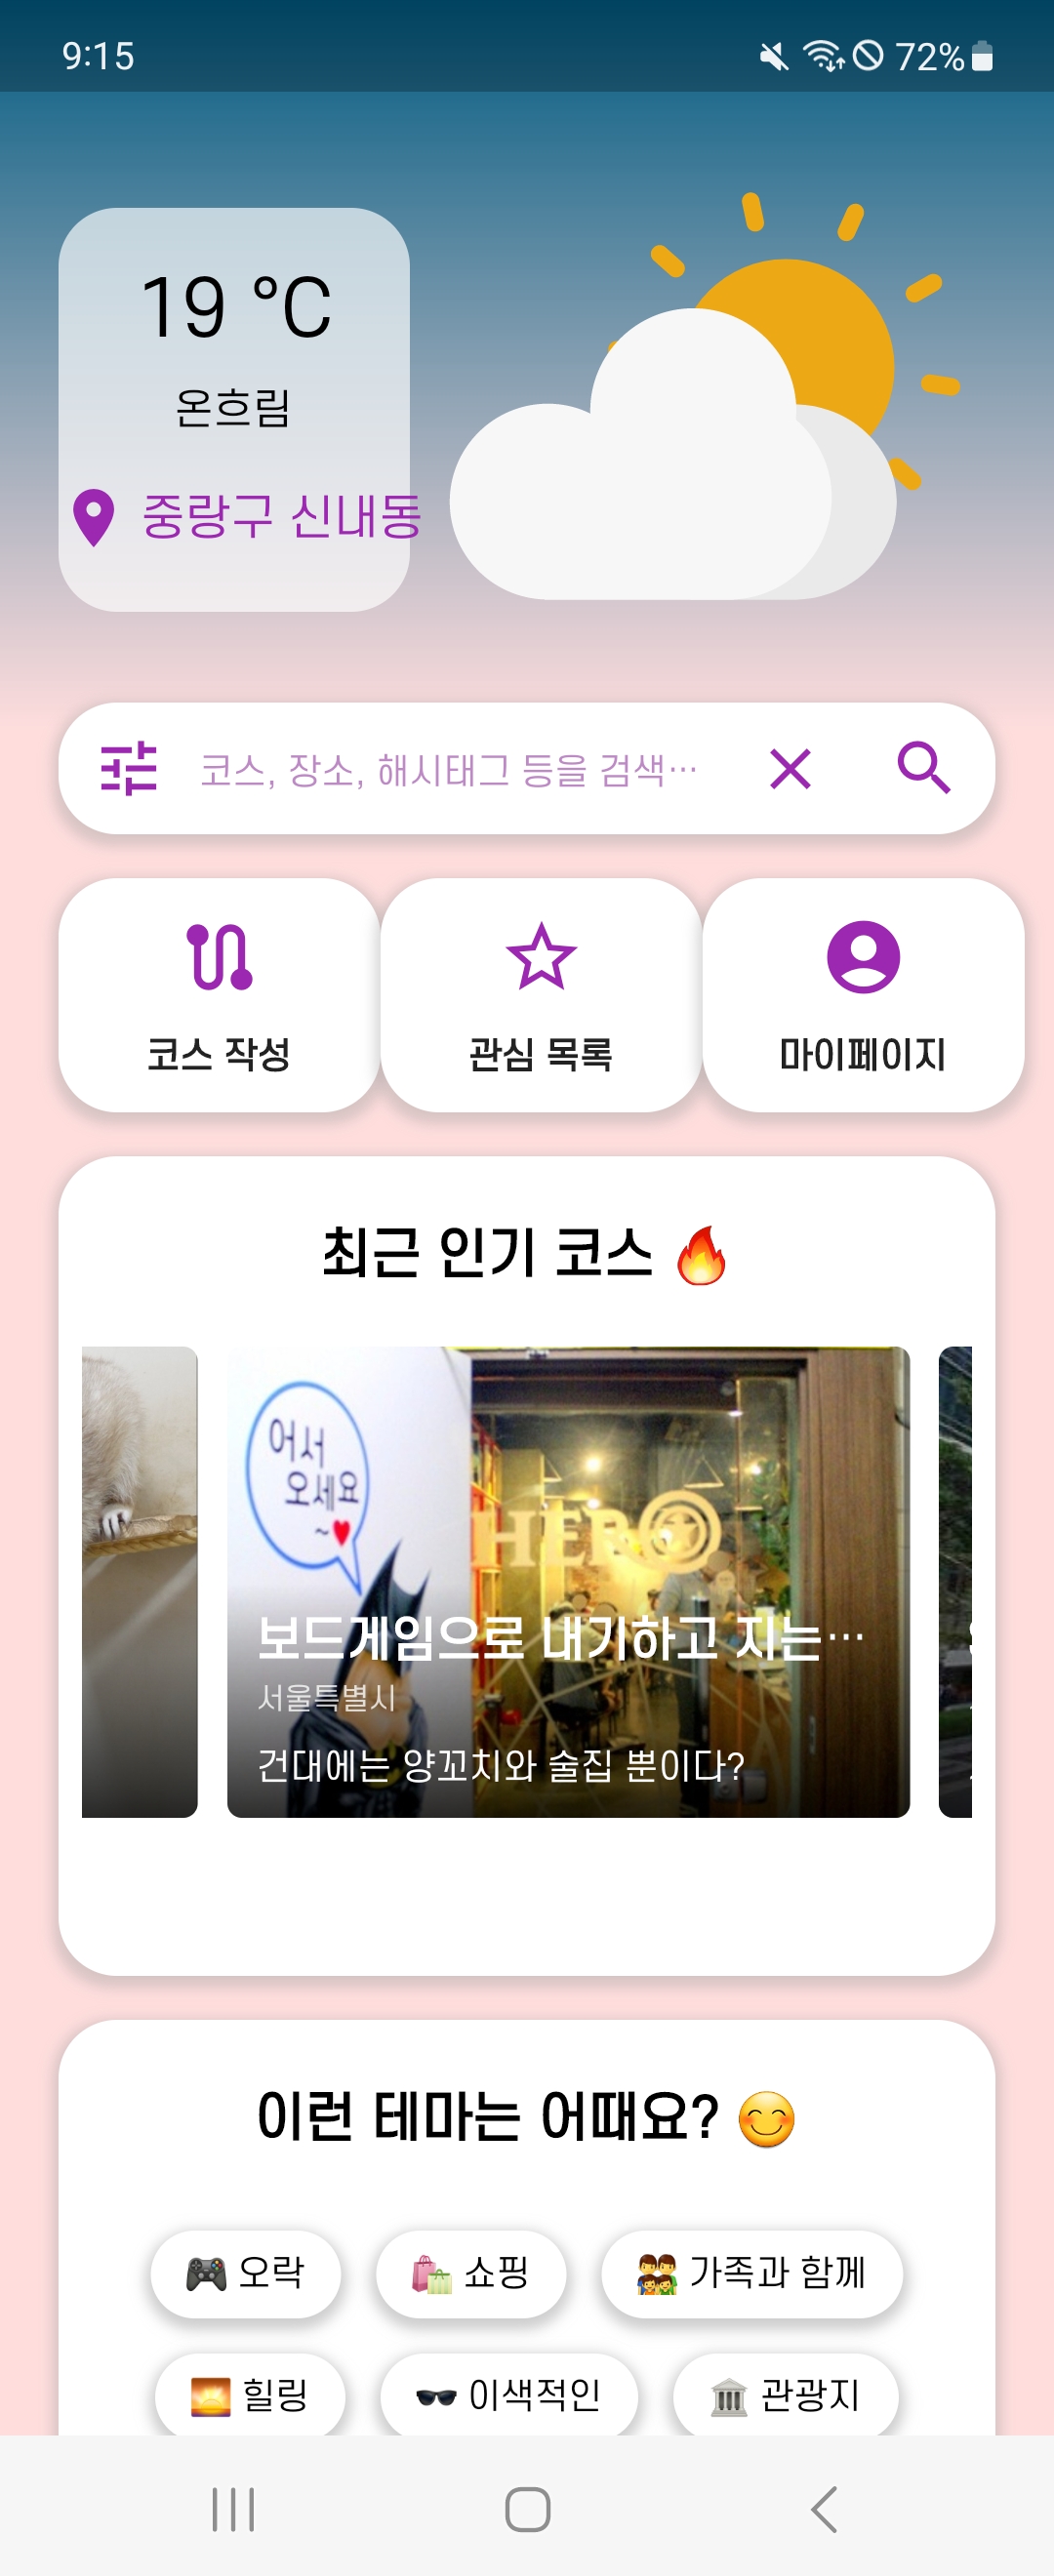 9:15
72%
19 °C
온흐림
중랑구 신내동
코스, 장소, 해시태그 등을 검색…
코스 작성
관심 목록
마이페이지
최근 인기 코스 🔥
어서
오세요
~♥
HERO
보드게임으로 내기하고 지는…
서울특별시
건대에는 양꼬치와 술집 뿐이다?
이런 테마는 어때요? 😊
🎮 오락
🛍️ 쇼핑
👨‍👩‍👧‍👦 가족과 함께
🌅 힐링
🕶️ 이색적인
🏛️ 관광지